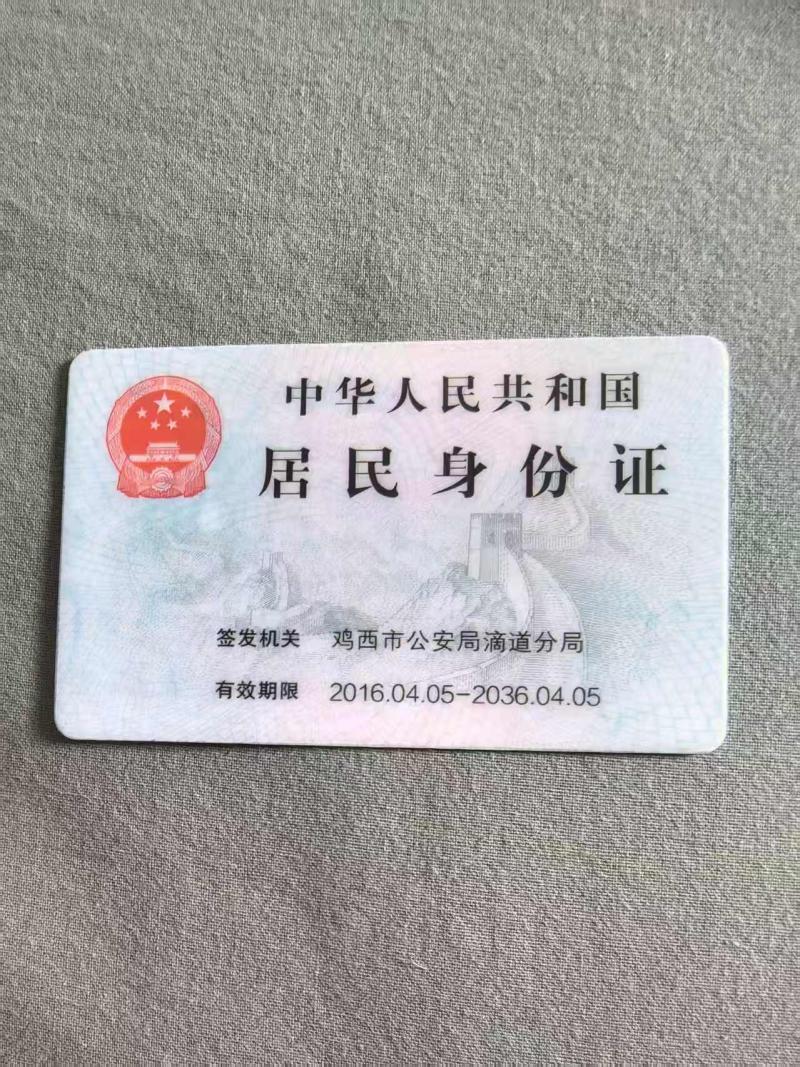 中华人民共和国
居民身份证
签发机关 鸡西市公安局滴道分局
有效期限 2016.04.05-2036.04.05